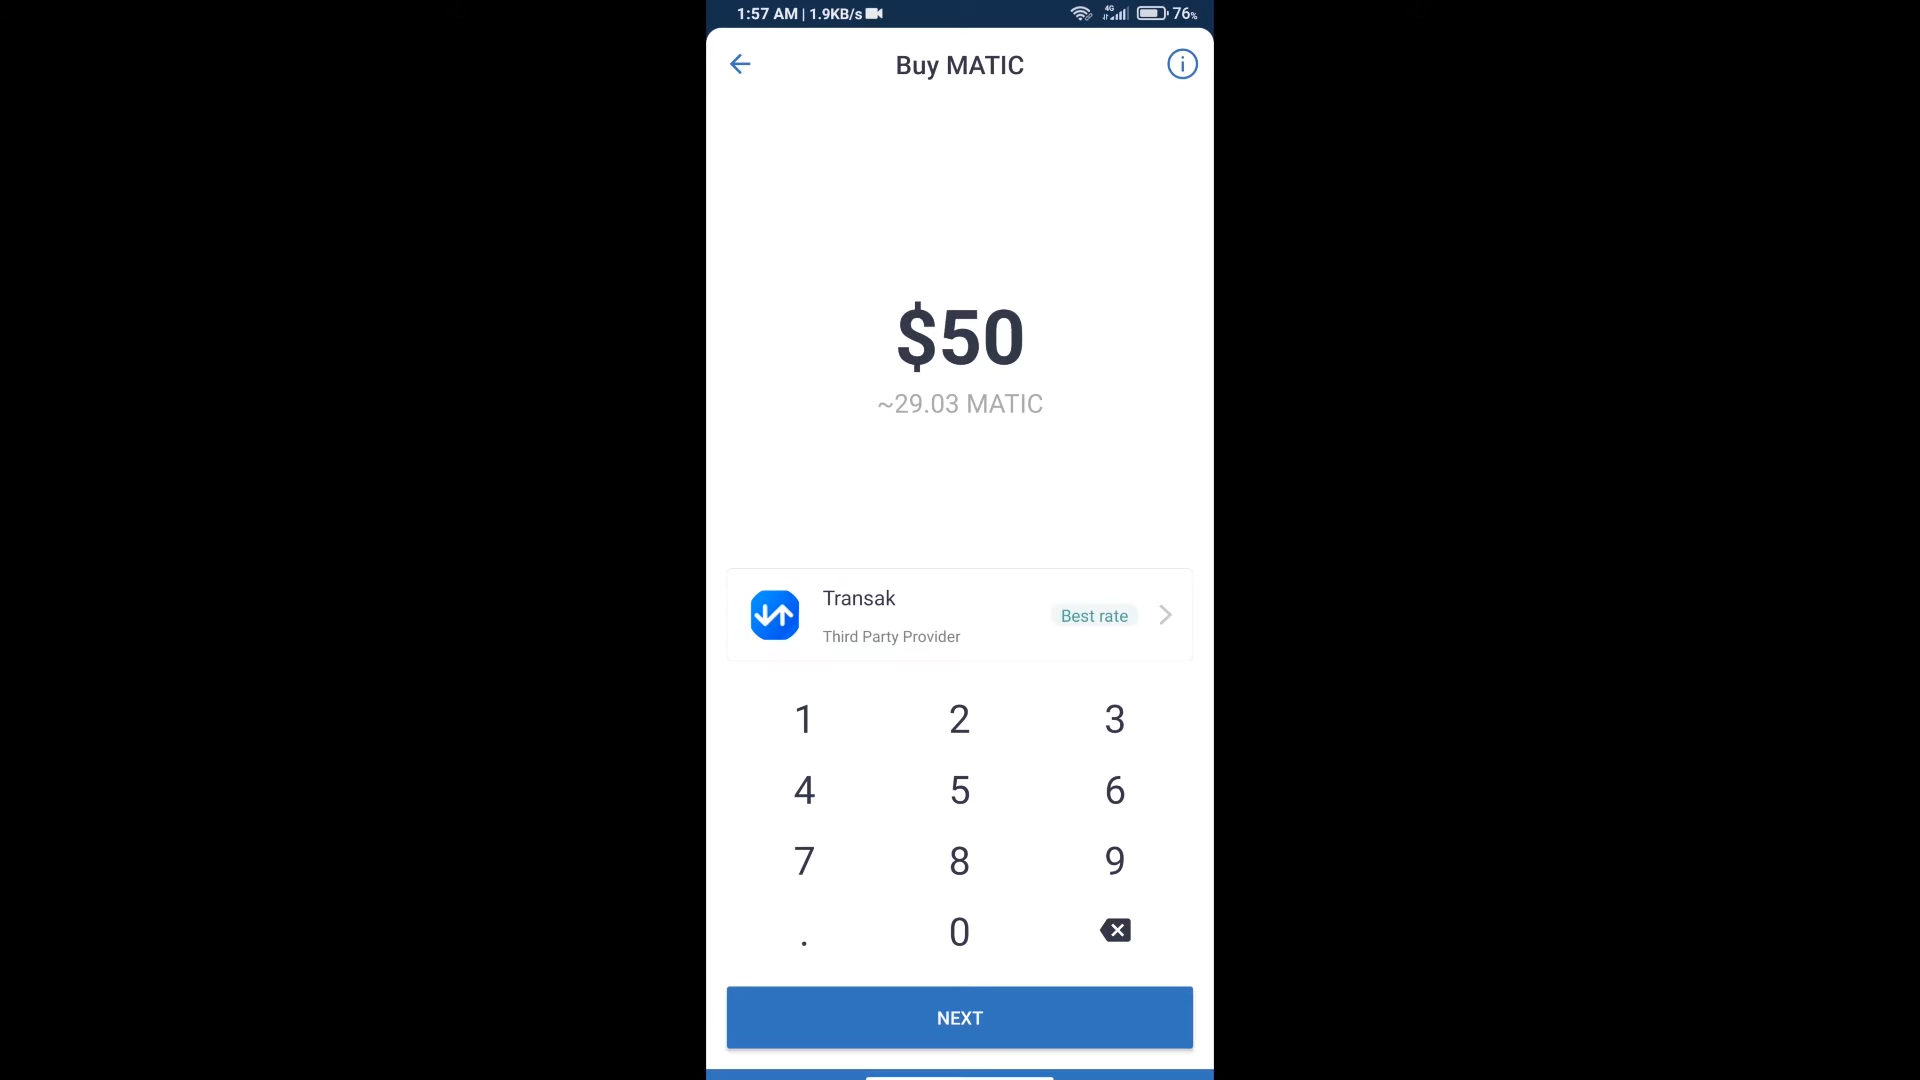 1:57 AM | 1.9KB/s
4G
76%
Buy MATIC
$50
~29.03 MATIC
Transak
Third Party Provider
Best rate
1 2 3
4 5 6
7 8 9
. 0
NEXT